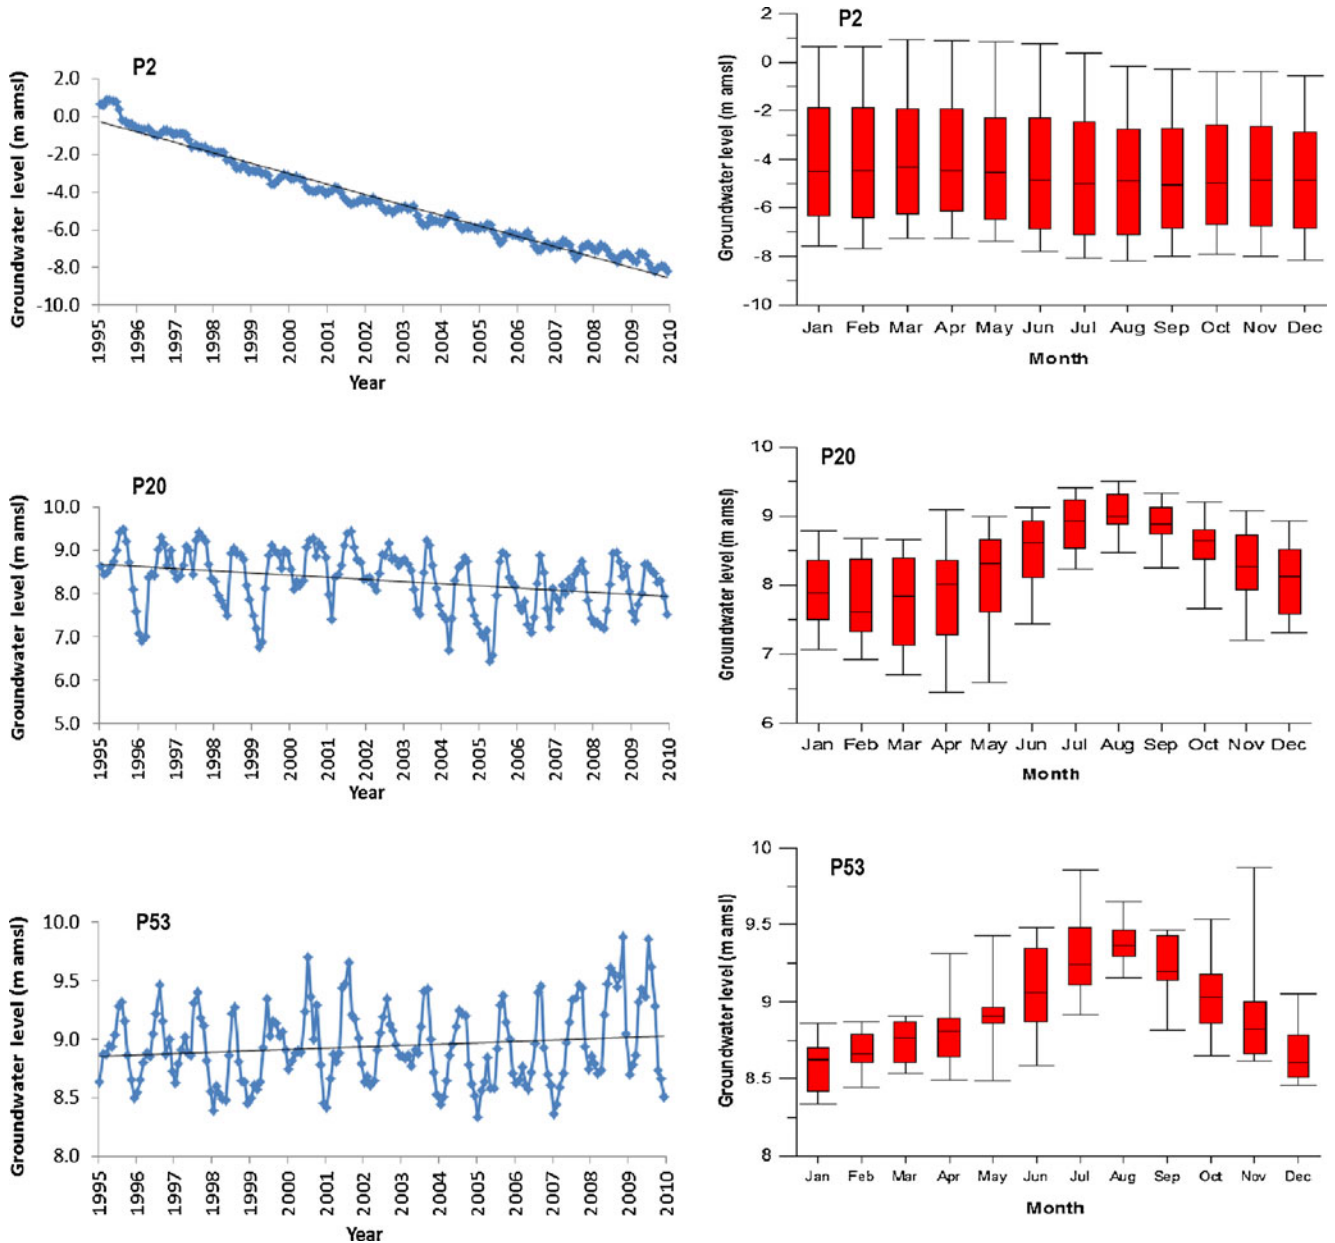 P2
Groundwater level (m amsl)
2.0
0.0
-2.0
-4.0
-6.0
-8.0
-10.0
1995 1996 1997 1998 1999 2000 2001 2002 2003 2004 2005 2006 2007 2008 2009 2010
Year
P2
Groundwater level (m amsl)
2
0
-2
-4
-6
-8
-10
Jan Feb Mar Apr May Jun Jul Aug Sep Oct Nov Dec
Month
P20
Groundwater level (m amsl)
10.0
9.0
8.0
7.0
6.0
5.0
1995 1996 1997 1998 1999 2000 2001 2002 2003 2004 2005 2006 2007 2008 2009 2010
Year
P20
Groundwater level (m amsl)
10
9
8
7
6
Jan Feb Mar Apr May Jun Jul Aug Sep Oct Nov Dec
Month
P53
Groundwater level (m amsl)
10.0
9.5
9.0
8.5
8.0
1995 1996 1997 1998 1999 2000 2001 2002 2003 2004 2005 2006 2007 2008 2009 2010
Year
P53
Groundwater level (m amsl)
10
9.5
9
8.5
8
Jan Feb Mar Apr May Jun Jul Aug Sep Oct Nov Dec
Month